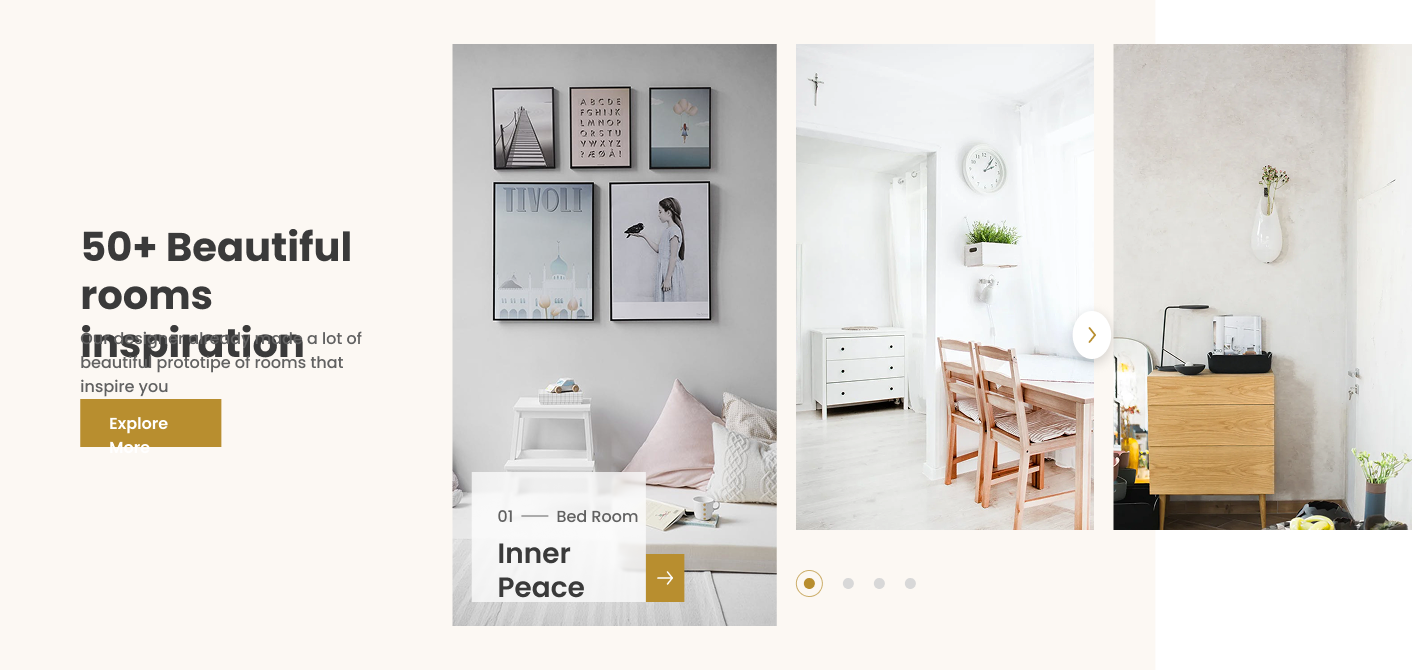 50+ Beautiful
rooms
inspiration
Our designer already made a lot of
beautiful prototipe of rooms that
inspire you
Explore
More
A B C D E
F G H I J K
L M N O P
Q R S T U
V W X Y Z
? Æ Ø Å !
TIVOLI
01 Bed Room
Inner
Peace